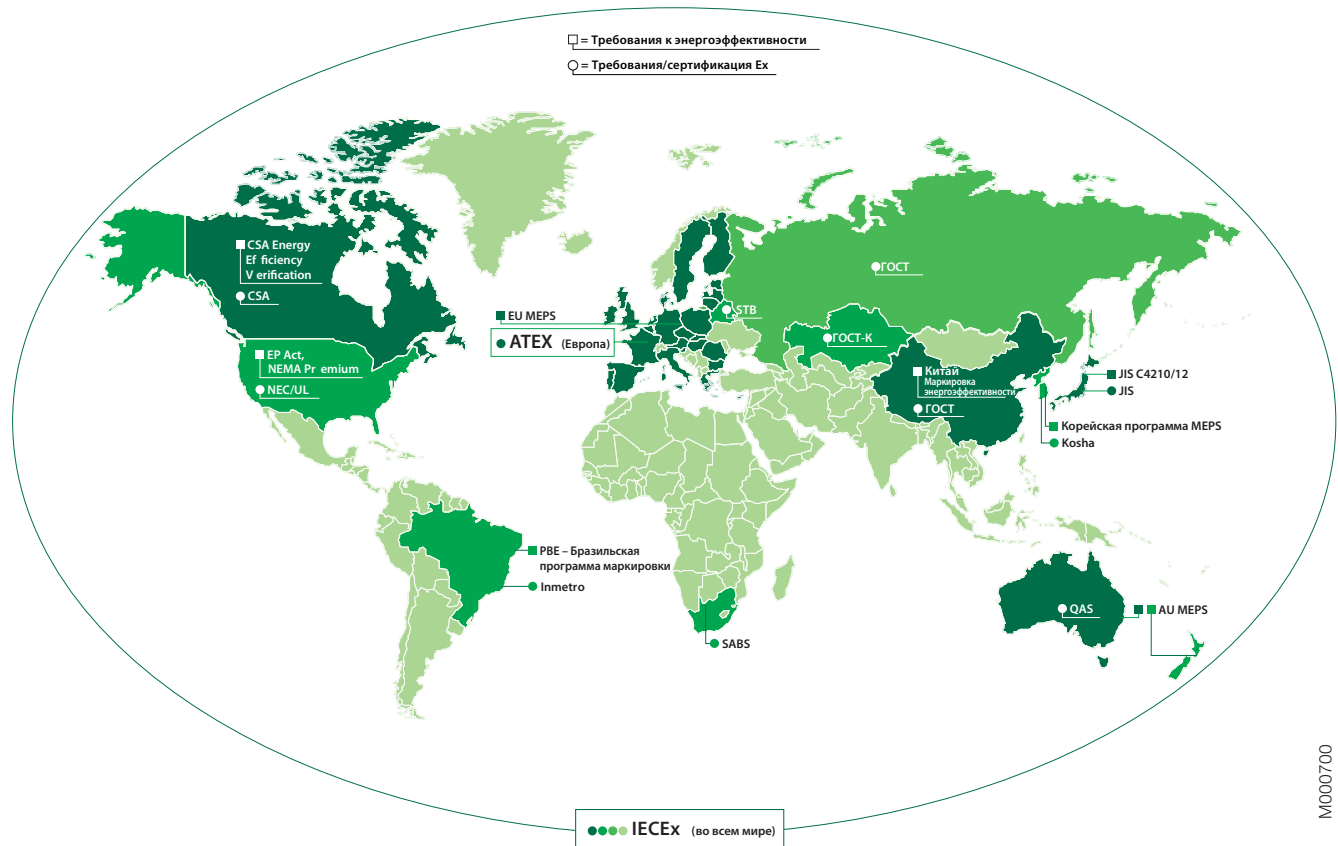 = Требования к энергоэффективности
= Требования/сертификация Ex
CSA Energy
Ef ficiency
V erification
CSA
EP Act,
NEMA Pr emium
NEC/UL
EU MEPS
ATEX (Европа)
STB
ГОСТ
ГОСТ-К
Китай
Маркировка
энергоэффективности
ГОСТ
JIS C4210/12
JIS
Корейская программа MEPS
Kosha
PBE – Бразильская
программа маркировки
Inmetro
SABS
QAS
AU MEPS
IECEx (во всем мире)
M000700